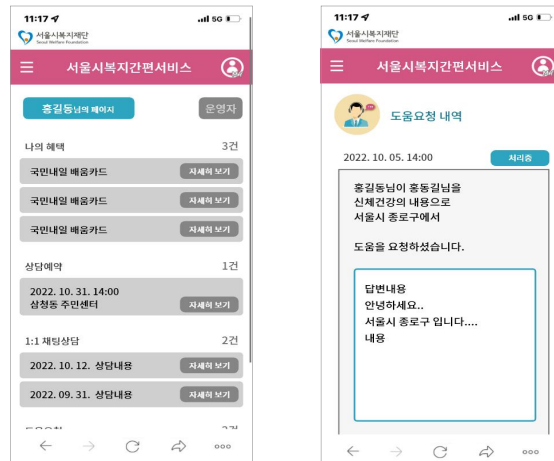 11:17
5G
서울시복지재단
Seoul Welfare Foundation
서울시복지간편서비스
홍길동님의 페이지
운영자
나의 혜택 3건
국민내일 배움카드 자세히 보기
국민내일 배움카드 자세히 보기
국민내일 배움카드 자세히 보기
상담예약 1건
2022. 10. 31. 14:00
삼청동 주민센터 자세히 보기
1:1 채팅상담 2건
2022. 10. 12. 상담내용 자세히 보기
2022. 09. 31. 상담내용 자세히 보기
11:17
5G
서울시복지재단
Seoul Welfare Foundation
서울시복지간편서비스
도움요청 내역
2022. 10. 05. 14:00 처리중
홍길동님이 홍동길님을
신체건강의 내용으로
서울시 종로구에서
도움을 요청하셨습니다.
답변내용
안녕하세요..
서울시 종로구 입니다....
내용